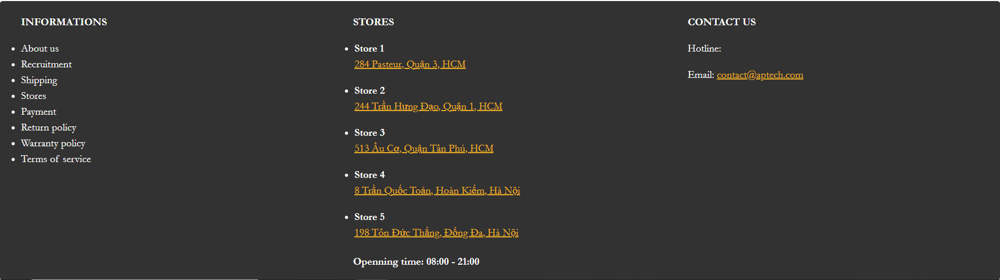 INFORMATIONS
About us
Recruitment
Shipping
Stores
Payment
Return policy
Warranty policy
Terms of service
STORES
Store 1
284 Pasteur, Quận 3, HCM
Store 2
244 Trần Hưng Đạo, Quận 1, HCM
Store 3
513 Âu Cơ, Quận Tân Phú, HCM
Store 4
8 Trần Quốc Toản, Hoàn Kiếm, Hà Nội
Store 5
198 Tôn Đức Thắng, Đống Đa, Hà Nội
Openning time: 08:00 - 21:00
CONTACT US
Hotline:
Email: contact@aptech.com